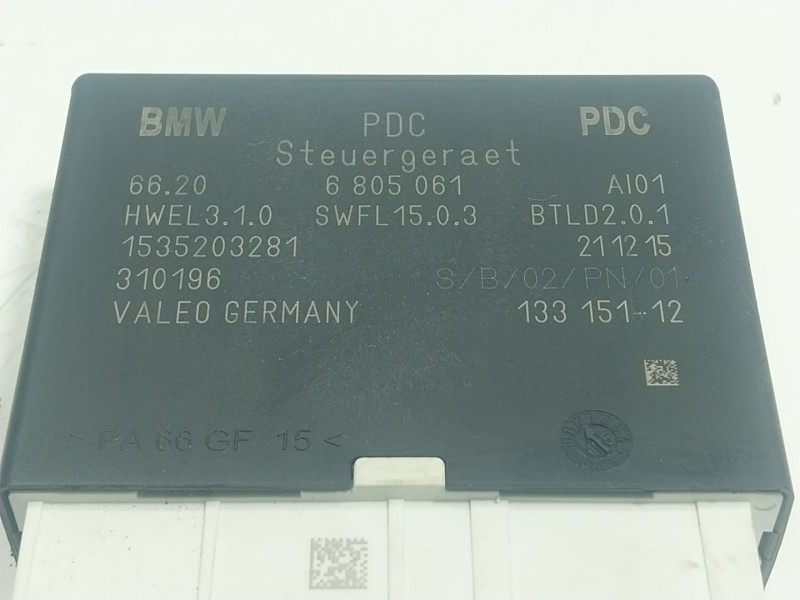 BMW PDC PDC
Steuergeraet
66.20 6 805 061 AI01
HWEL3.1.0 SWFL15.0.3 BTLD2.0.1
1535203281 211215
310196 S/B/02/PN/01
VALEO GERMANY 133 151-12
> PA 66 GF 15 <